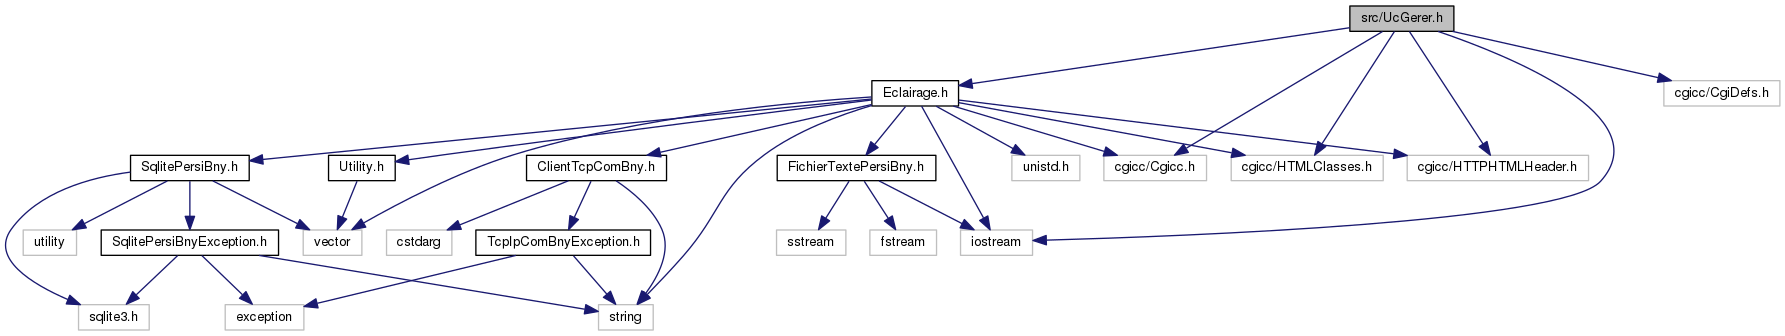 src/UcGerer.h
Eclairage.h
cgicc/CgiDefs.h
SqlitePersiBny.h
Utility.h
ClientTcpComBny.h
FichierTextePersiBny.h
unistd.h
cgicc/Cgicc.h
cgicc/HTMLClasses.h
cgicc/HTTPHTMLHeader.h
utility
SqlitePersiBnyException.h
vector
cstdarg
TcpIpComBnyException.h
sstream
fstream
iostream
sqlite3.h
exception
string